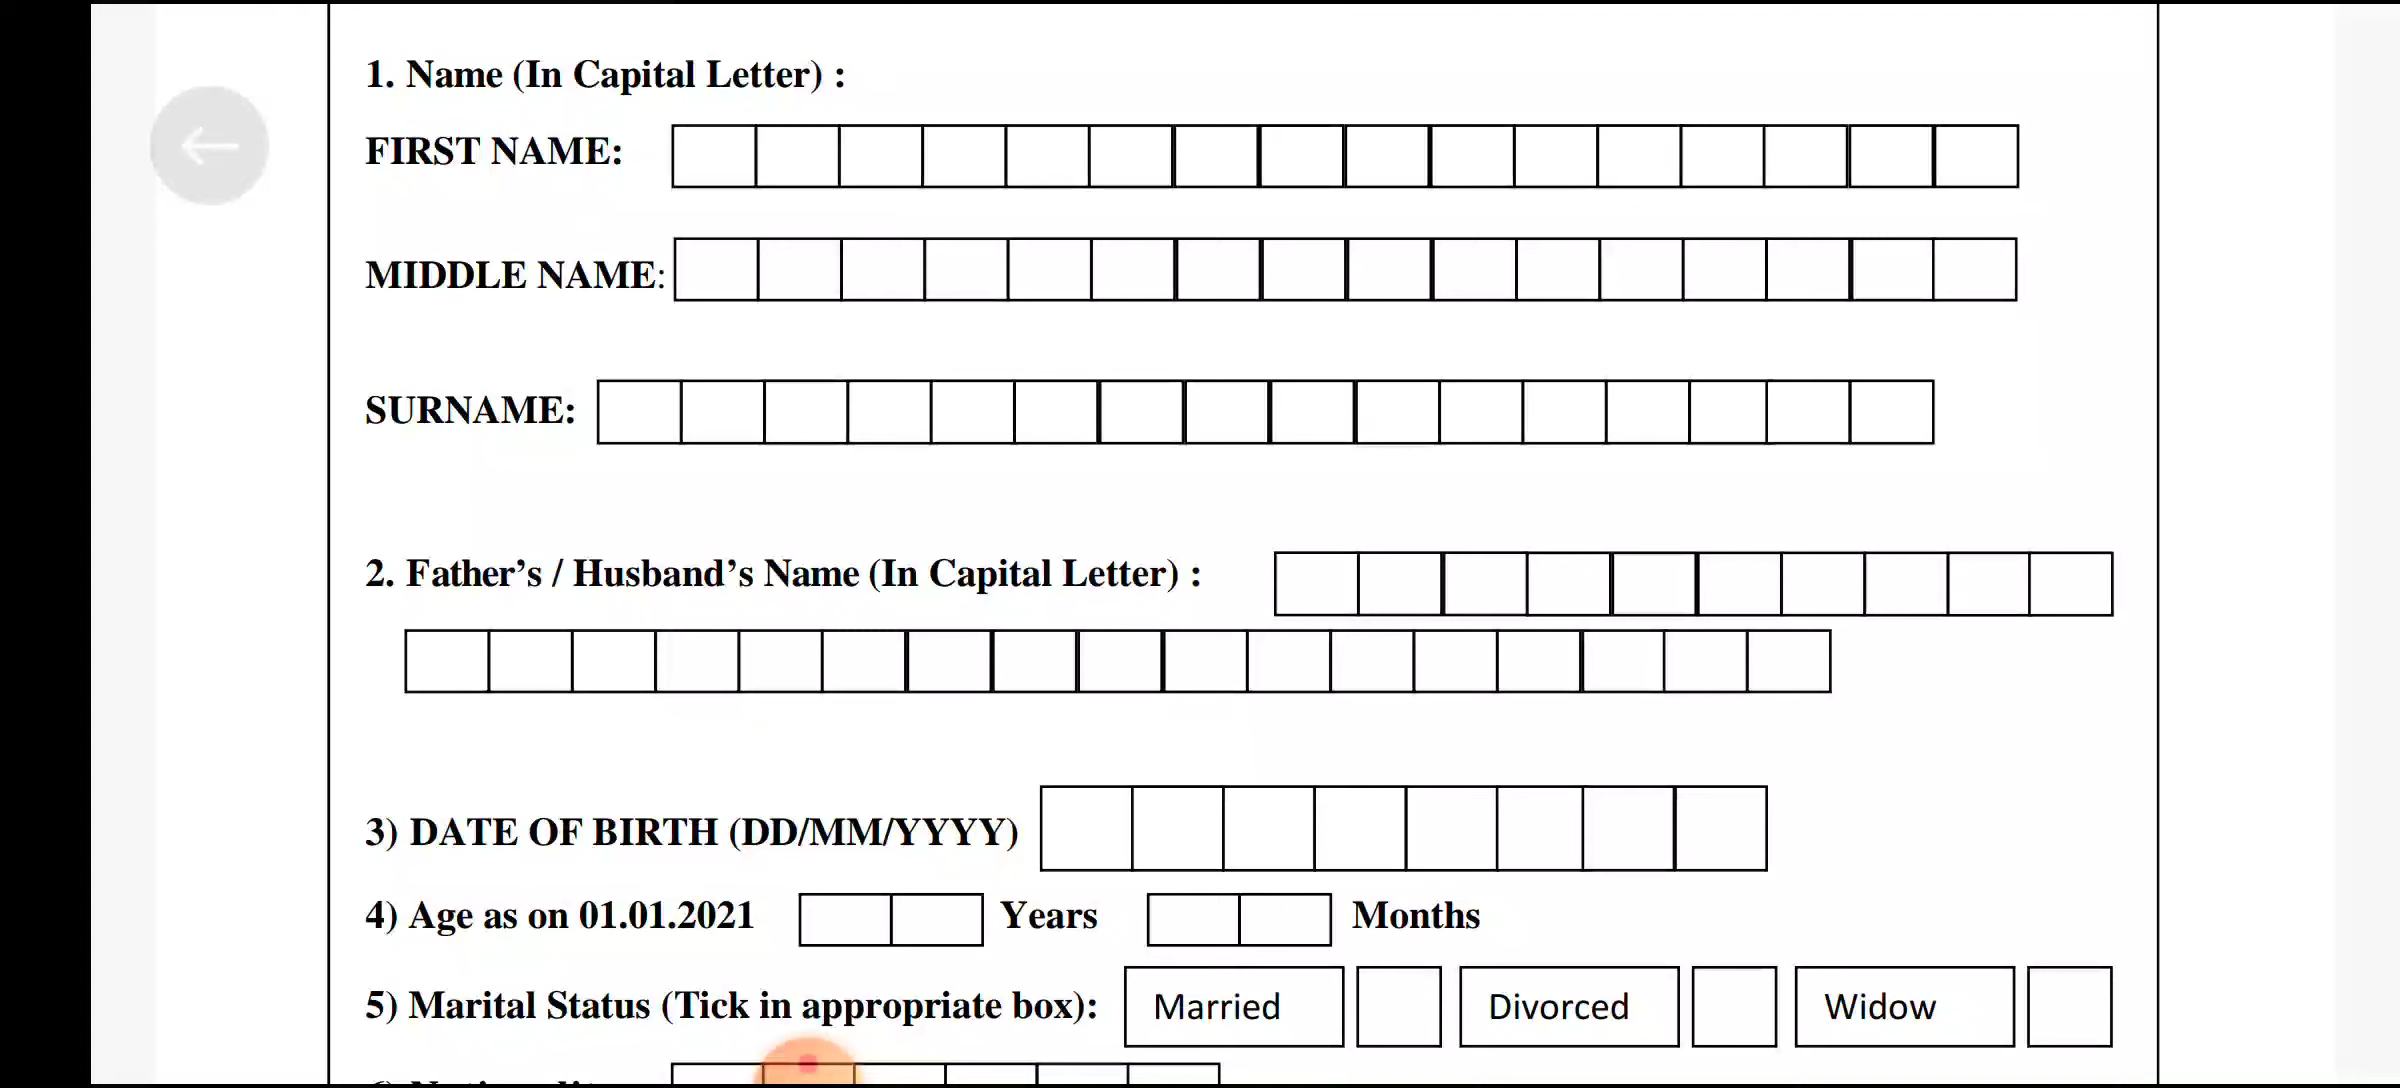 1. Name (In Capital Letter) :
FIRST NAME:
MIDDLE NAME:
SURNAME:
2. Father’s / Husband’s Name (In Capital Letter) :
3) DATE OF BIRTH (DD/MM/YYYY)
4) Age as on 01.01.2021 Years Months
5) Marital Status (Tick in appropriate box): Married Divorced Widow